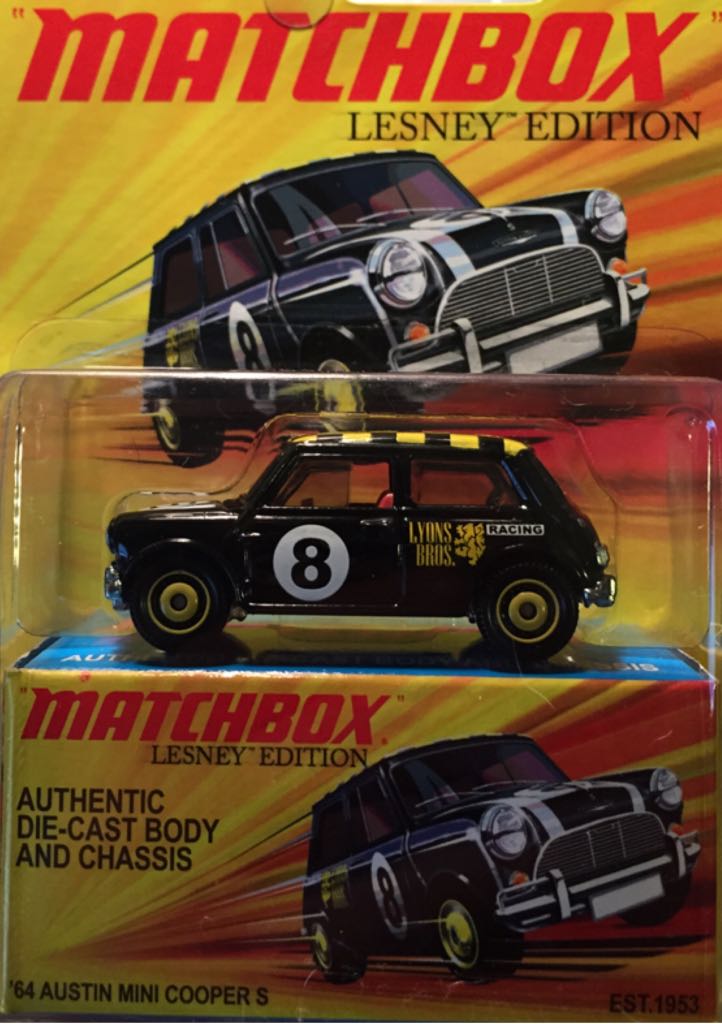 "MATCHBOX"
LESNEY™ EDITION
8
8
LYONS
BROS.
RACING
"MATCHBOX"®
LESNEY™ EDITION
AUTHENTIC
DIE-CAST BODY
AND CHASSIS
8
'64 AUSTIN MINI COOPER S
EST.1953